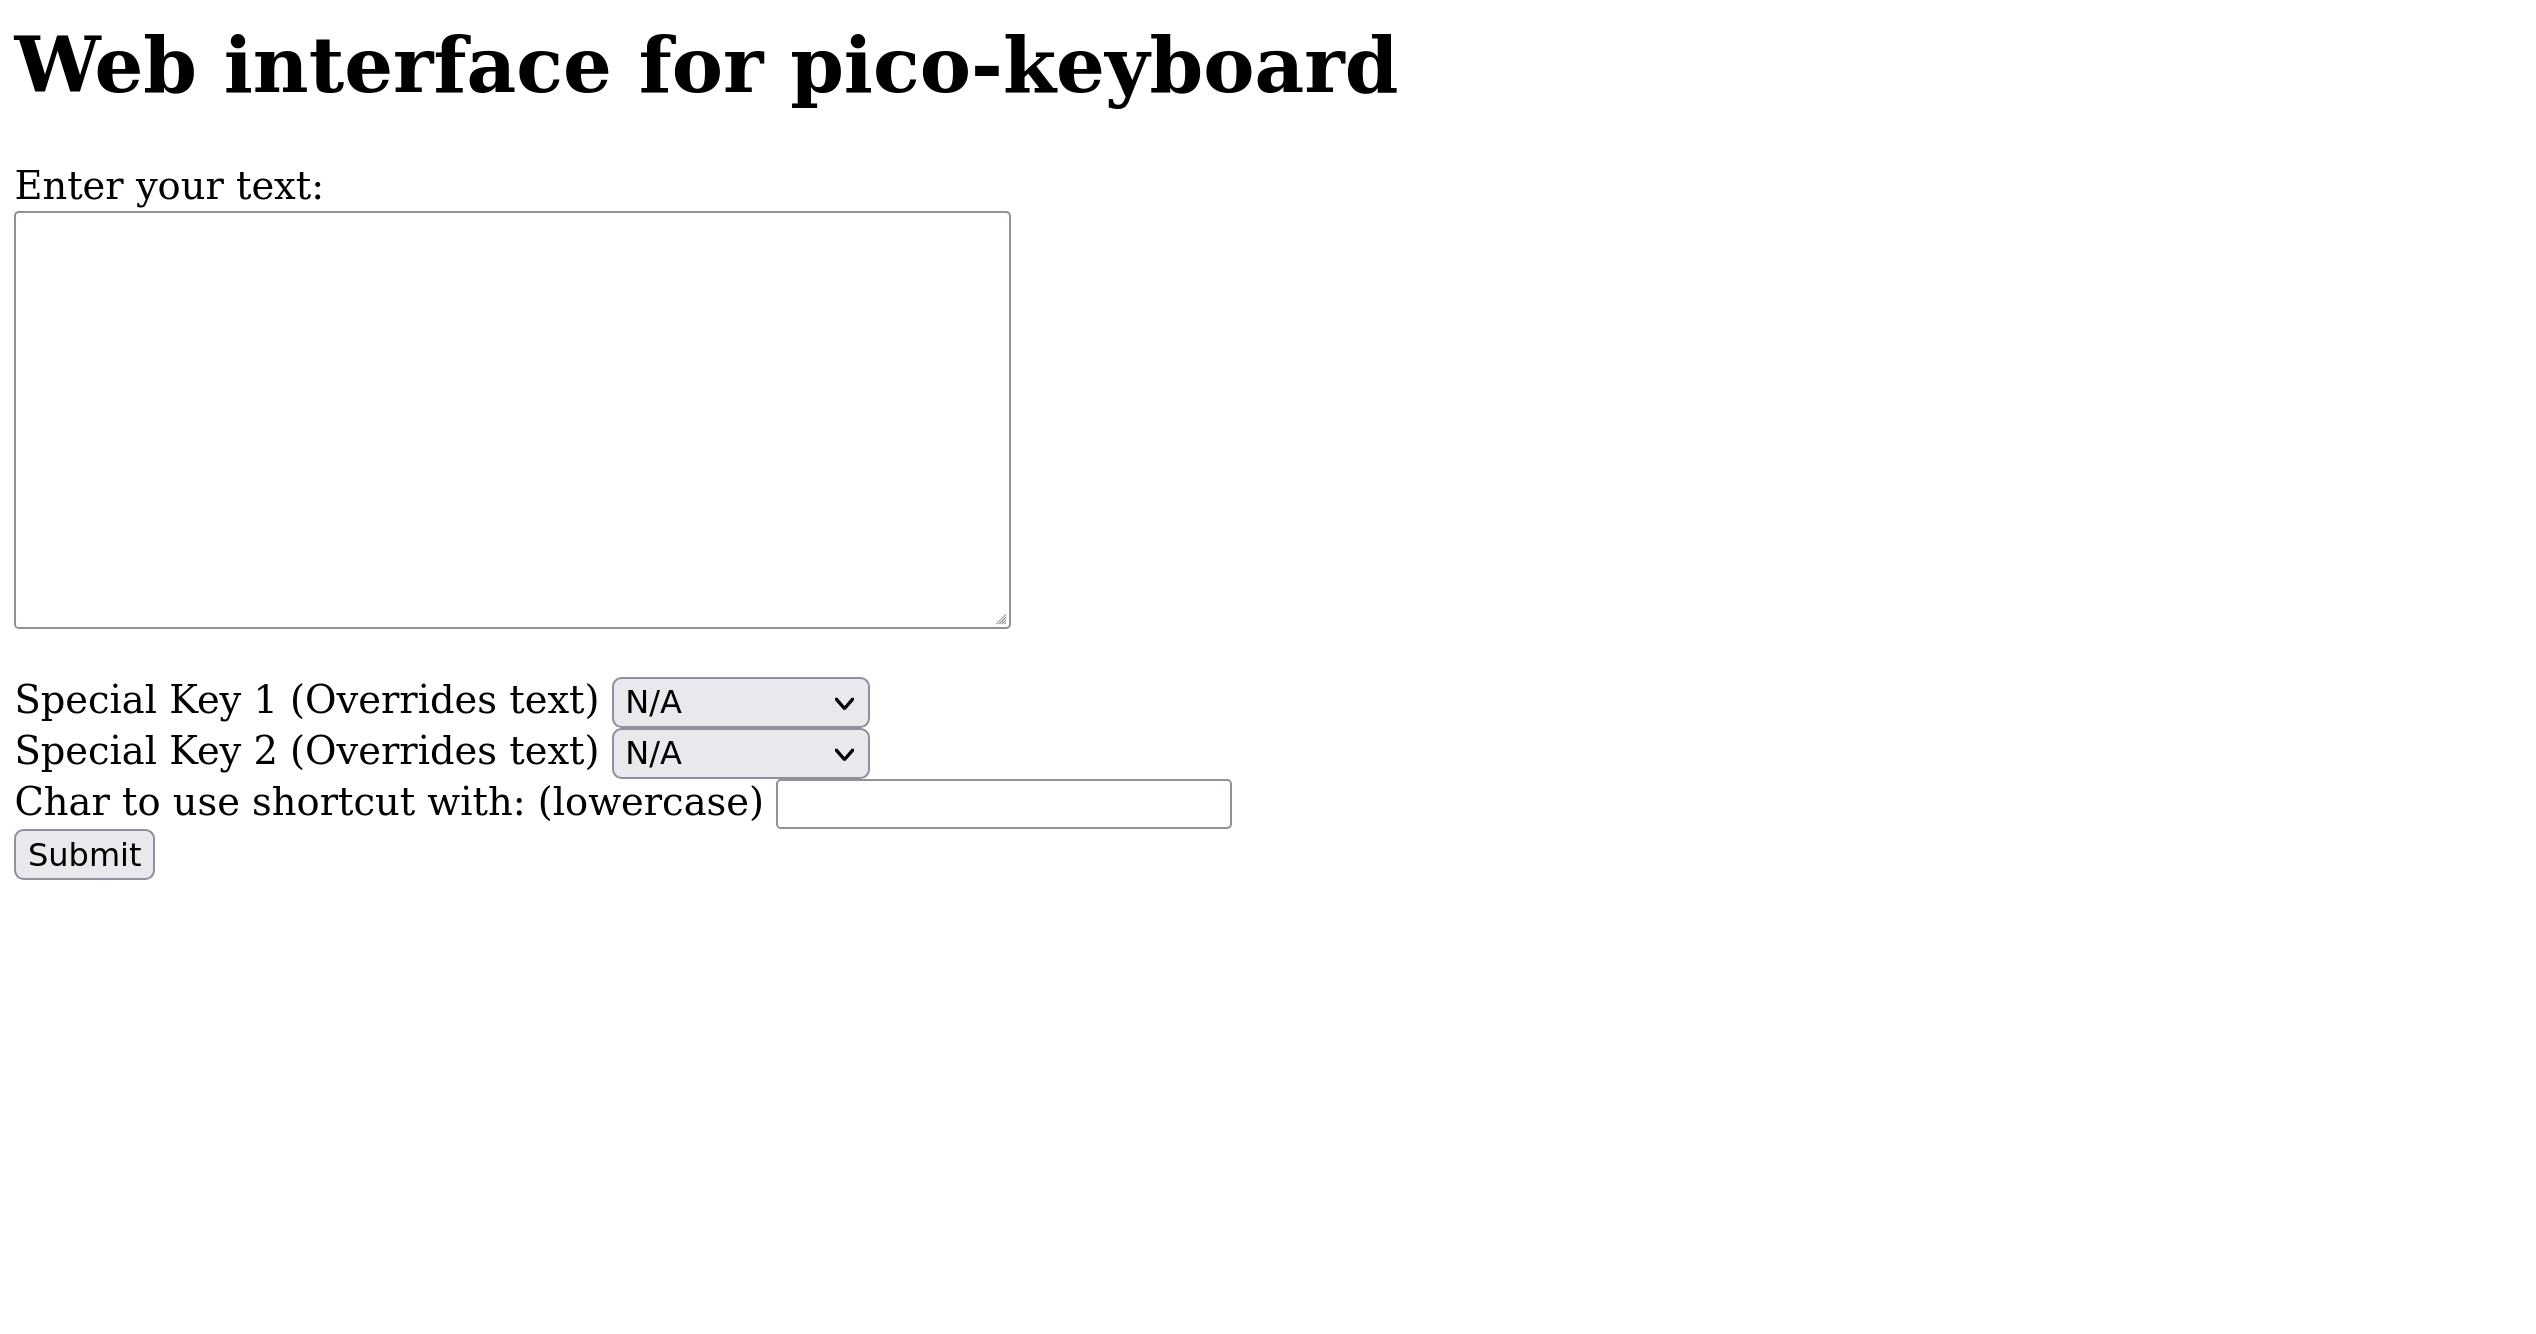 Web interface for pico-keyboard
Enter your text:
Special Key 1 (Overrides text) N/A
Special Key 2 (Overrides text) N/A
Char to use shortcut with: (lowercase)
Submit